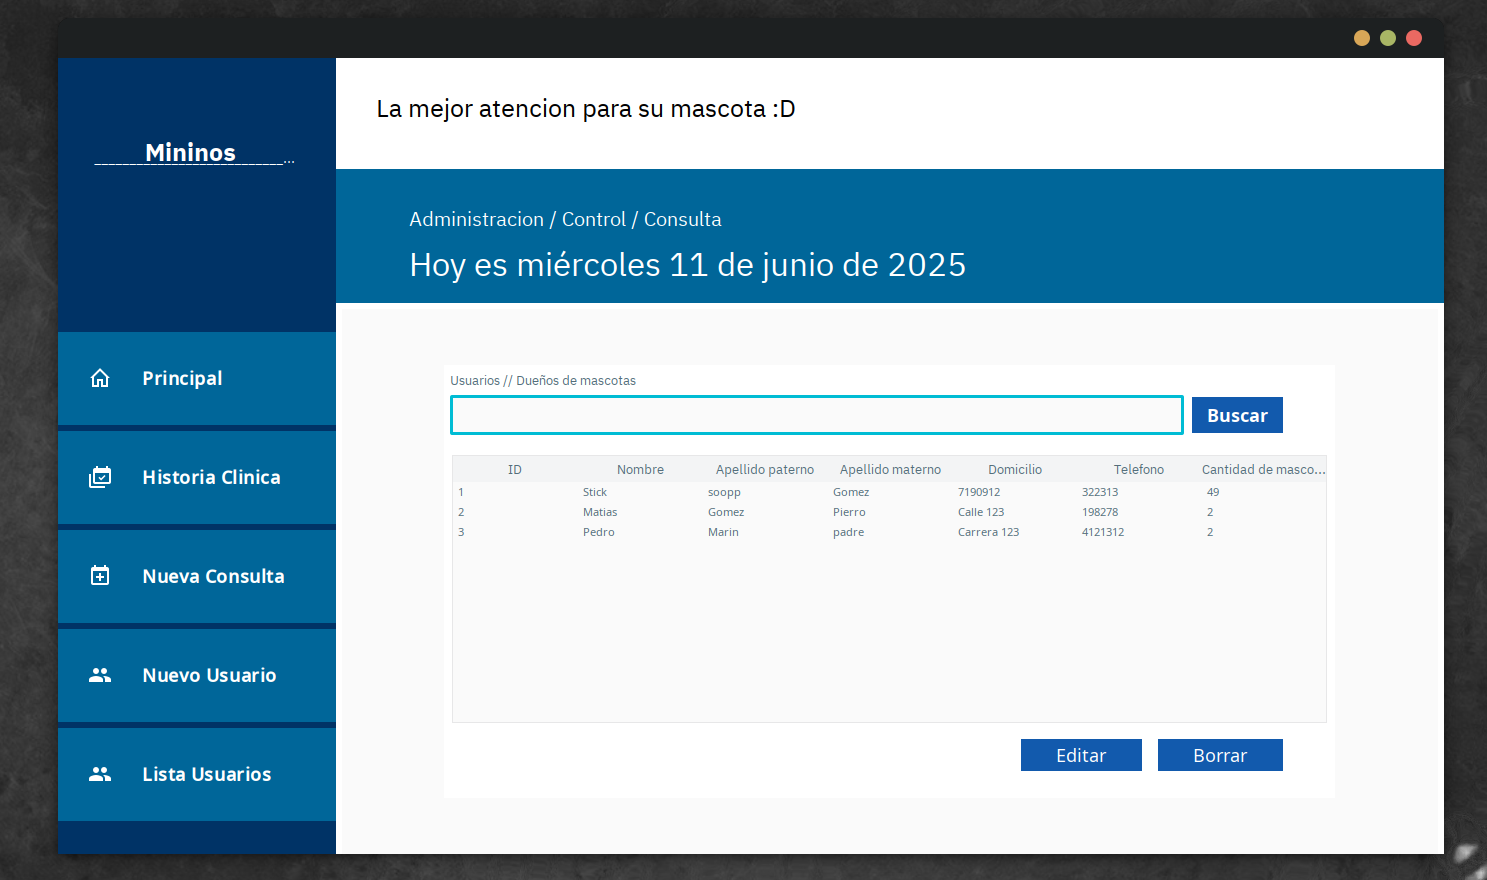 La mejor atencion para su mascota :D
Mininos
Administracion / Control / Consulta
Hoy es miércoles 11 de junio de 2025
Principal
Historia Clinica
Nueva Consulta
Nuevo Usuario
Lista Usuarios
Usuarios // Dueños de mascotas
Buscar
ID Nombre Apellido paterno Apellido materno Domicilio Telefono Cantidad de masco...
1 Stick soopp Gomez 7190912 322313 49
2 Matias Gomez Pierro Calle 123 198278 2
3 Pedro Marin padre Carrera 123 4121312 2
Editar Borrar